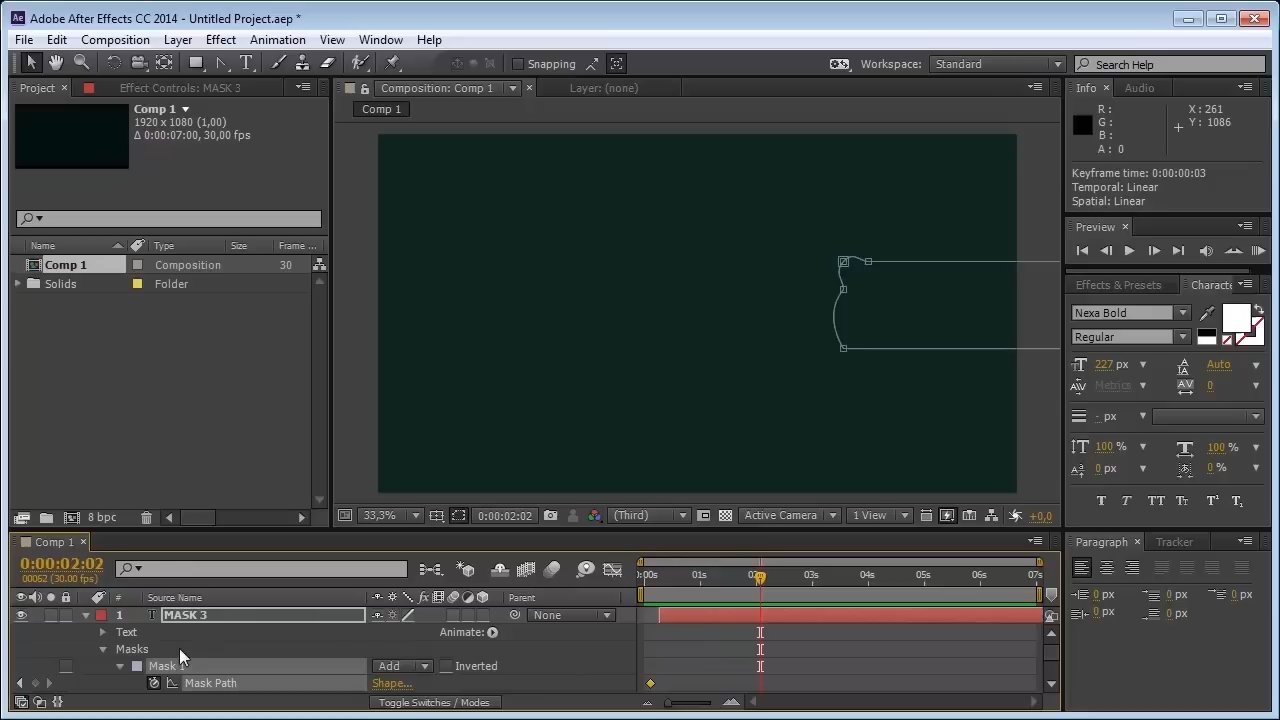 Ae Adobe After Effects CC 2014 - Untitled Project.aep *
File Edit Composition Layer Effect Animation View Window Help
T Snapping Workspace: Standard Search Help
Project × Effect Controls: MASK 3 Composition: Comp 1 × Layer: (none) Info × Audio
Comp 1
1920 x 1080 (1,00)
Δ 0:00:07:00, 30,00 fps
Comp 1
R :
G :
B :
A : 0
X : 261
Y : 1086
Keyframe time: 0:00:00:03
Temporal: Linear
Spatial: Linear
Preview ×
Name Type Size Frame ...
Comp 1 Composition 30
Solids Folder
Effects & Presets
Nexa Bold
Regular
227 px Auto
Metrics 0
- px
100 % 100 %
0 px 0 %
T T TT Tt T¹ T₁
8 bpc
33,3% 0:00:02:02 (Third) Active Camera 1 View +0,0
Comp 1 ×
0:00:02:02
00062 (30.00 fps)
:00s 01s 03s 04s 05s 06s 07s
# Source Name fx Parent
1 T MASK 3 None
Text Animate:
Masks
Add Inverted
Mask Path Shape...
Toggle Switches / Modes
Paragraph × Tracker
0 px 0 px 0 px
0 px 0 px